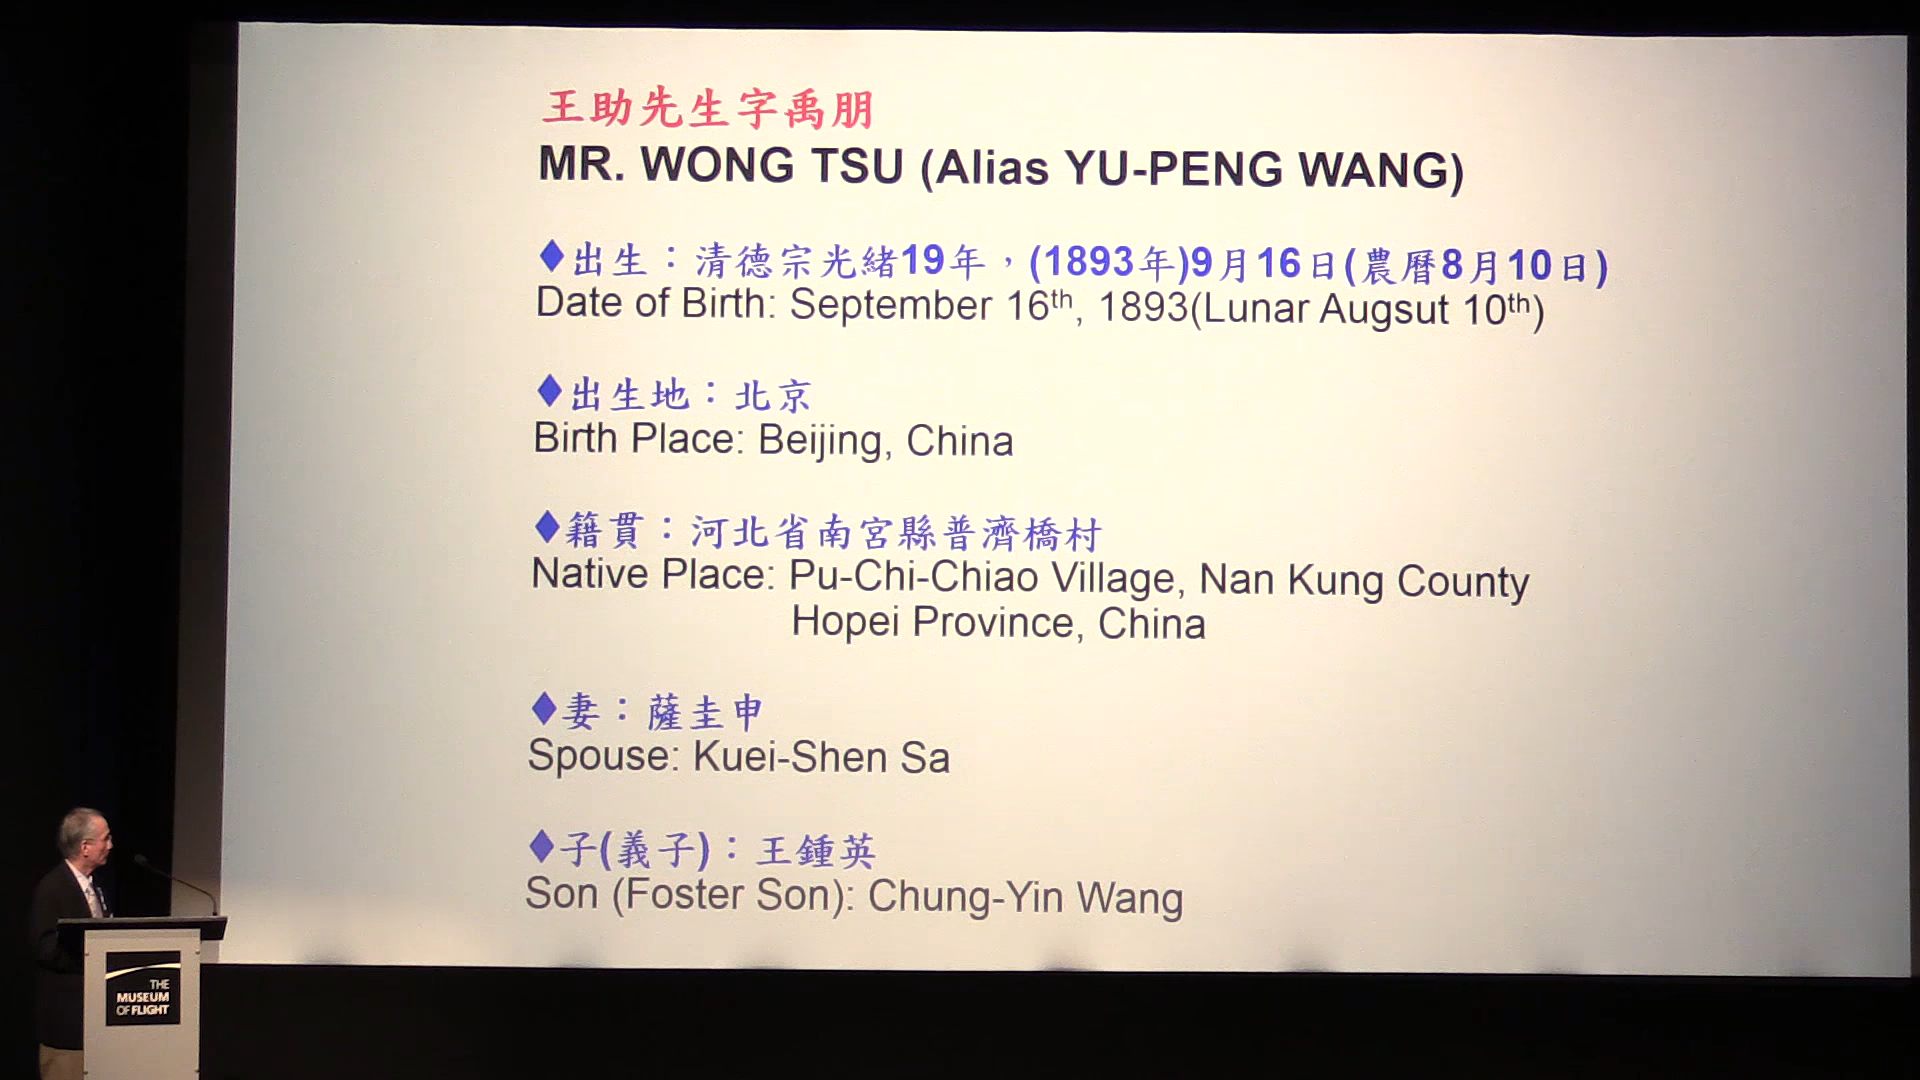 王助先生字禹朋
MR. WONG TSU (Alias YU-PENG WANG)
♦出生：清德宗光緒19年，(1893年)9月16日(農曆8月10日)
Date of Birth: September 16th, 1893(Lunar Augsut 10th)
♦出生地：北京
Birth Place: Beijing, China
♦籍貫：河北省南宮縣普濟橋村
Native Place: Pu-Chi-Chiao Village, Nan Kung County
Hopei Province, China
♦妻：薩圭申
Spouse: Kuei-Shen Sa
♦子(義子)：王鍾英
Son (Foster Son): Chung-Yin Wang
THE
MUSEUM
OF FLIGHT